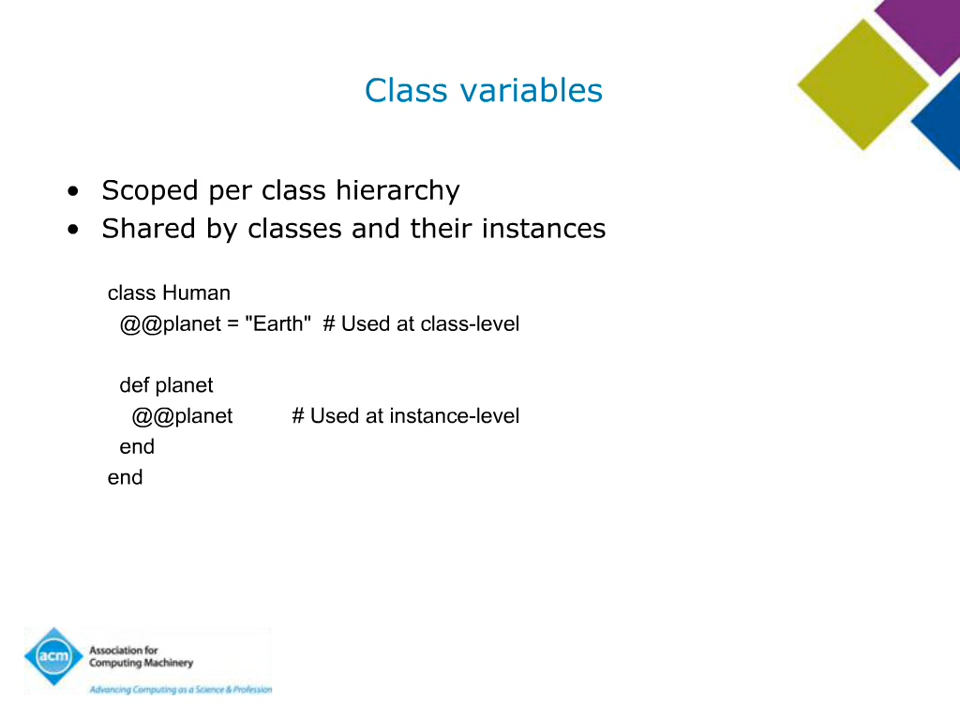 Class variables
• Scoped per class hierarchy
• Shared by classes and their instances
class Human
  @@planet = "Earth"  # Used at class-level
  def planet
    @@planet          # Used at instance-level
  end
end
acm
Association for
Computing Machinery
Advancing Computing as a Science & Profession